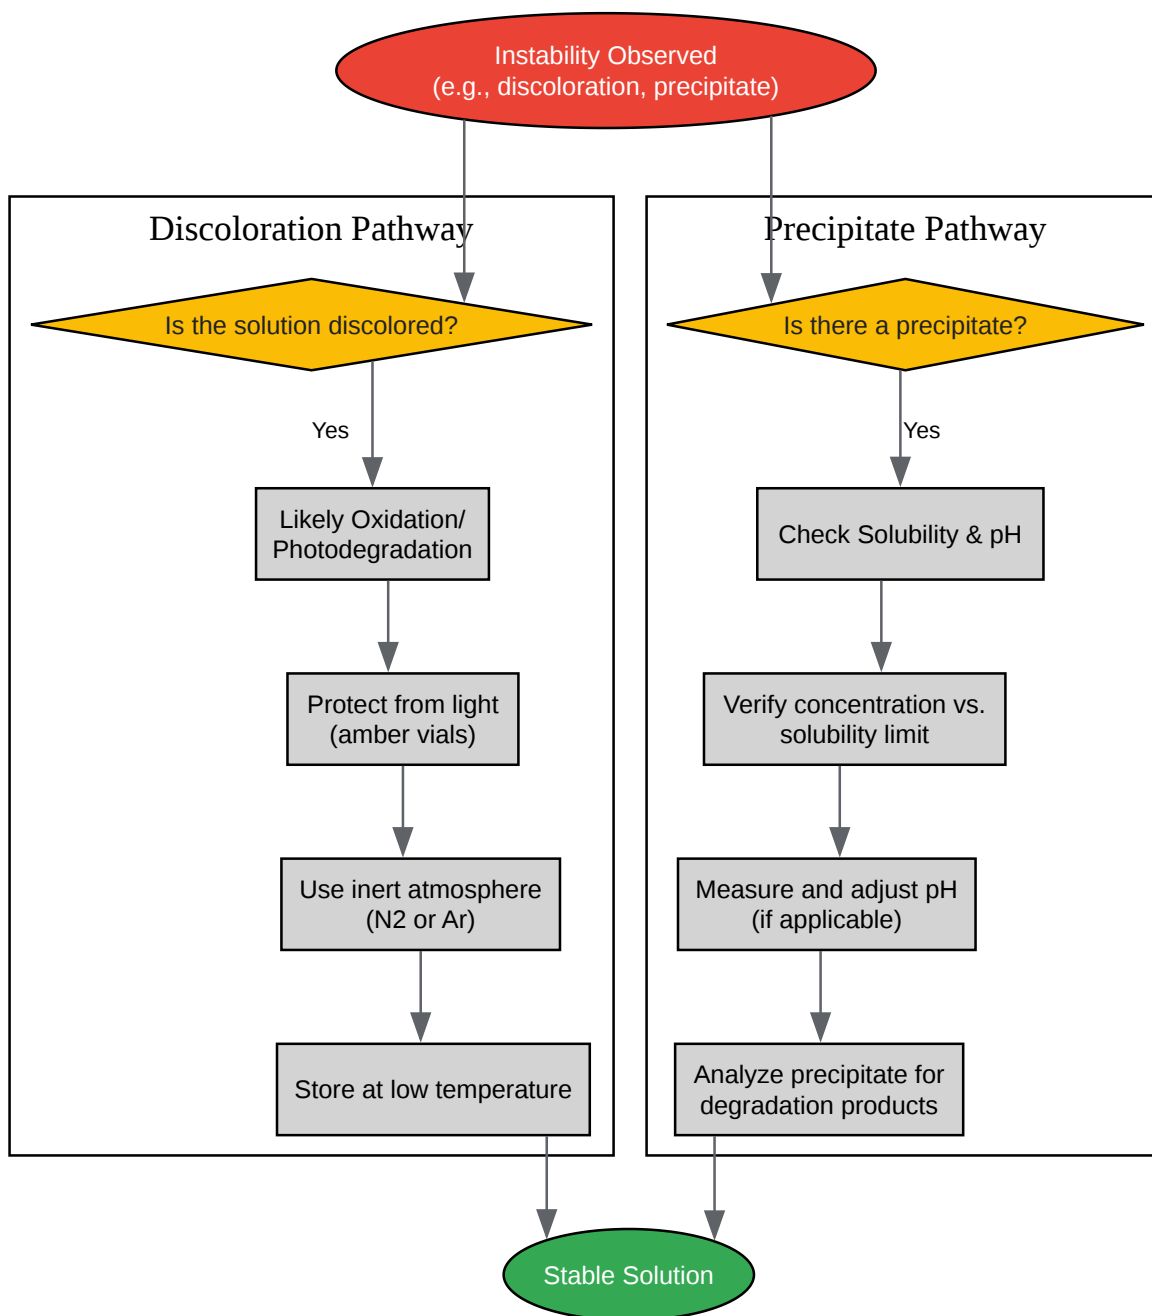 Instability Observed
(e.g., discoloration, precipitate)
Discoloration Pathway
Is the solution discolored?
Yes
Likely Oxidation/
Photodegradation
Protect from light
(amber vials)
Use inert atmosphere
(N2 or Ar)
Store at low temperature
Precipitate Pathway
Is there a precipitate?
Yes
Check Solubility & pH
Verify concentration vs.
solubility limit
Measure and adjust pH
(if applicable)
Analyze precipitate for
degradation products
Stable Solution